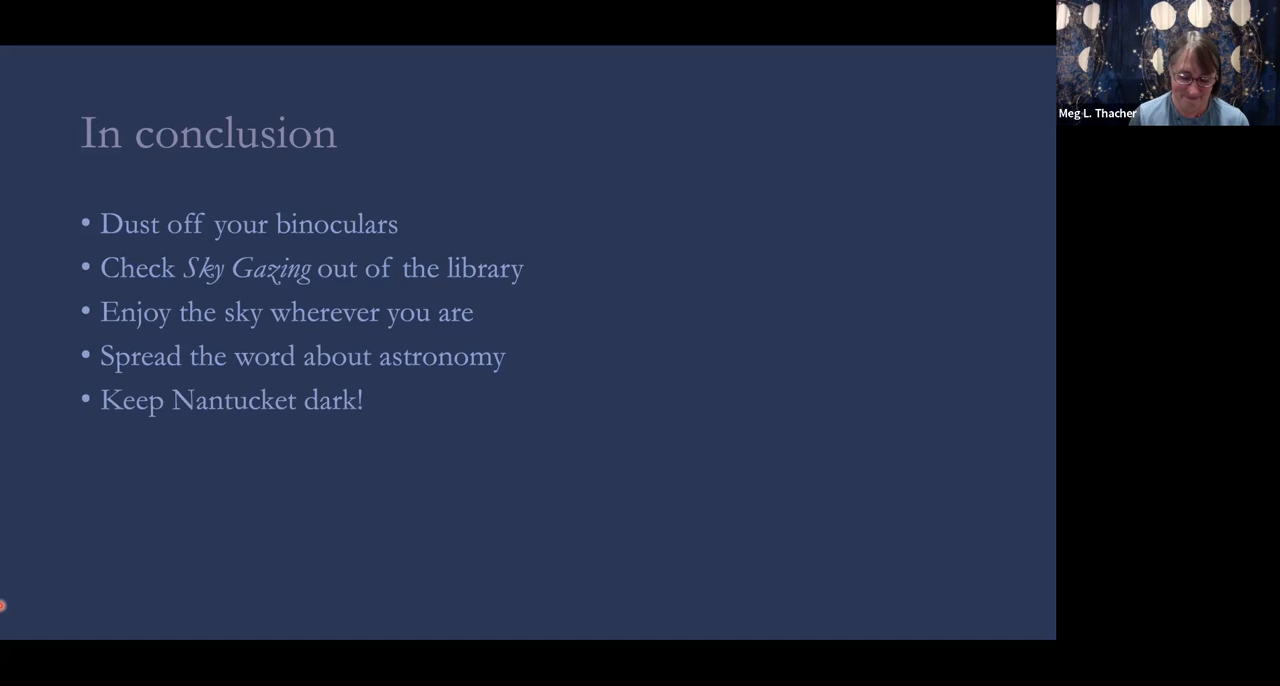 In conclusion
• Dust off your binoculars
• Check Sky Gazing out of the library
• Enjoy the sky wherever you are
• Spread the word about astronomy
• Keep Nantucket dark!
Meg L. Thacher